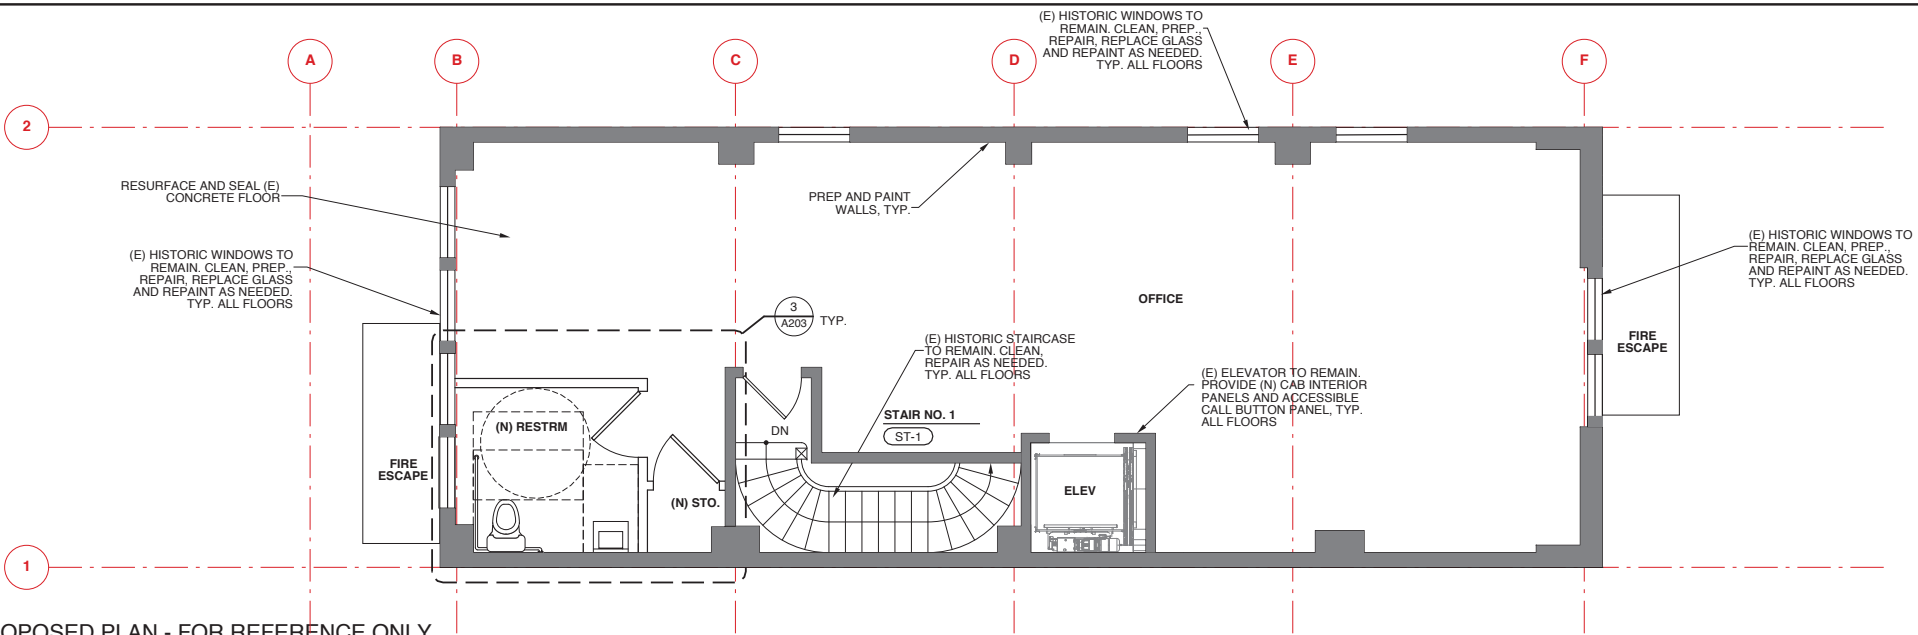 (E) HISTORIC WINDOWS TO
REMAIN. CLEAN, PREP.,
REPAIR, REPLACE GLASS
AND REPAINT AS NEEDED.
TYP. ALL FLOORS
A
B
C
D
E
F
2
RESURFACE AND SEAL (E)
CONCRETE FLOOR
PREP AND PAINT
WALLS, TYP.
(E) HISTORIC WINDOWS TO
REMAIN. CLEAN, PREP.,
REPAIR, REPLACE GLASS
AND REPAINT AS NEEDED.
TYP. ALL FLOORS
(E) HISTORIC WINDOWS TO
REMAIN. CLEAN, PREP.,
REPAIR, REPLACE GLASS
AND REPAINT AS NEEDED.
TYP. ALL FLOORS
OFFICE
3
A203
TYP.
(E) HISTORIC STAIRCASE
TO REMAIN. CLEAN,
REPAIR AS NEEDED.
TYP. ALL FLOORS
FIRE
ESCAPE
(E) ELEVATOR TO REMAIN.
PROVIDE (N) CAB INTERIOR
PANELS AND ACCESSIBLE
CALL BUTTON PANEL, TYP.
ALL FLOORS
STAIR NO. 1
ST-1
(N) RESTRM
DN
FIRE
ESCAPE
(N) STO.
ELEV
1
OPOSED PLAN - FOR REFERENCE ONLY